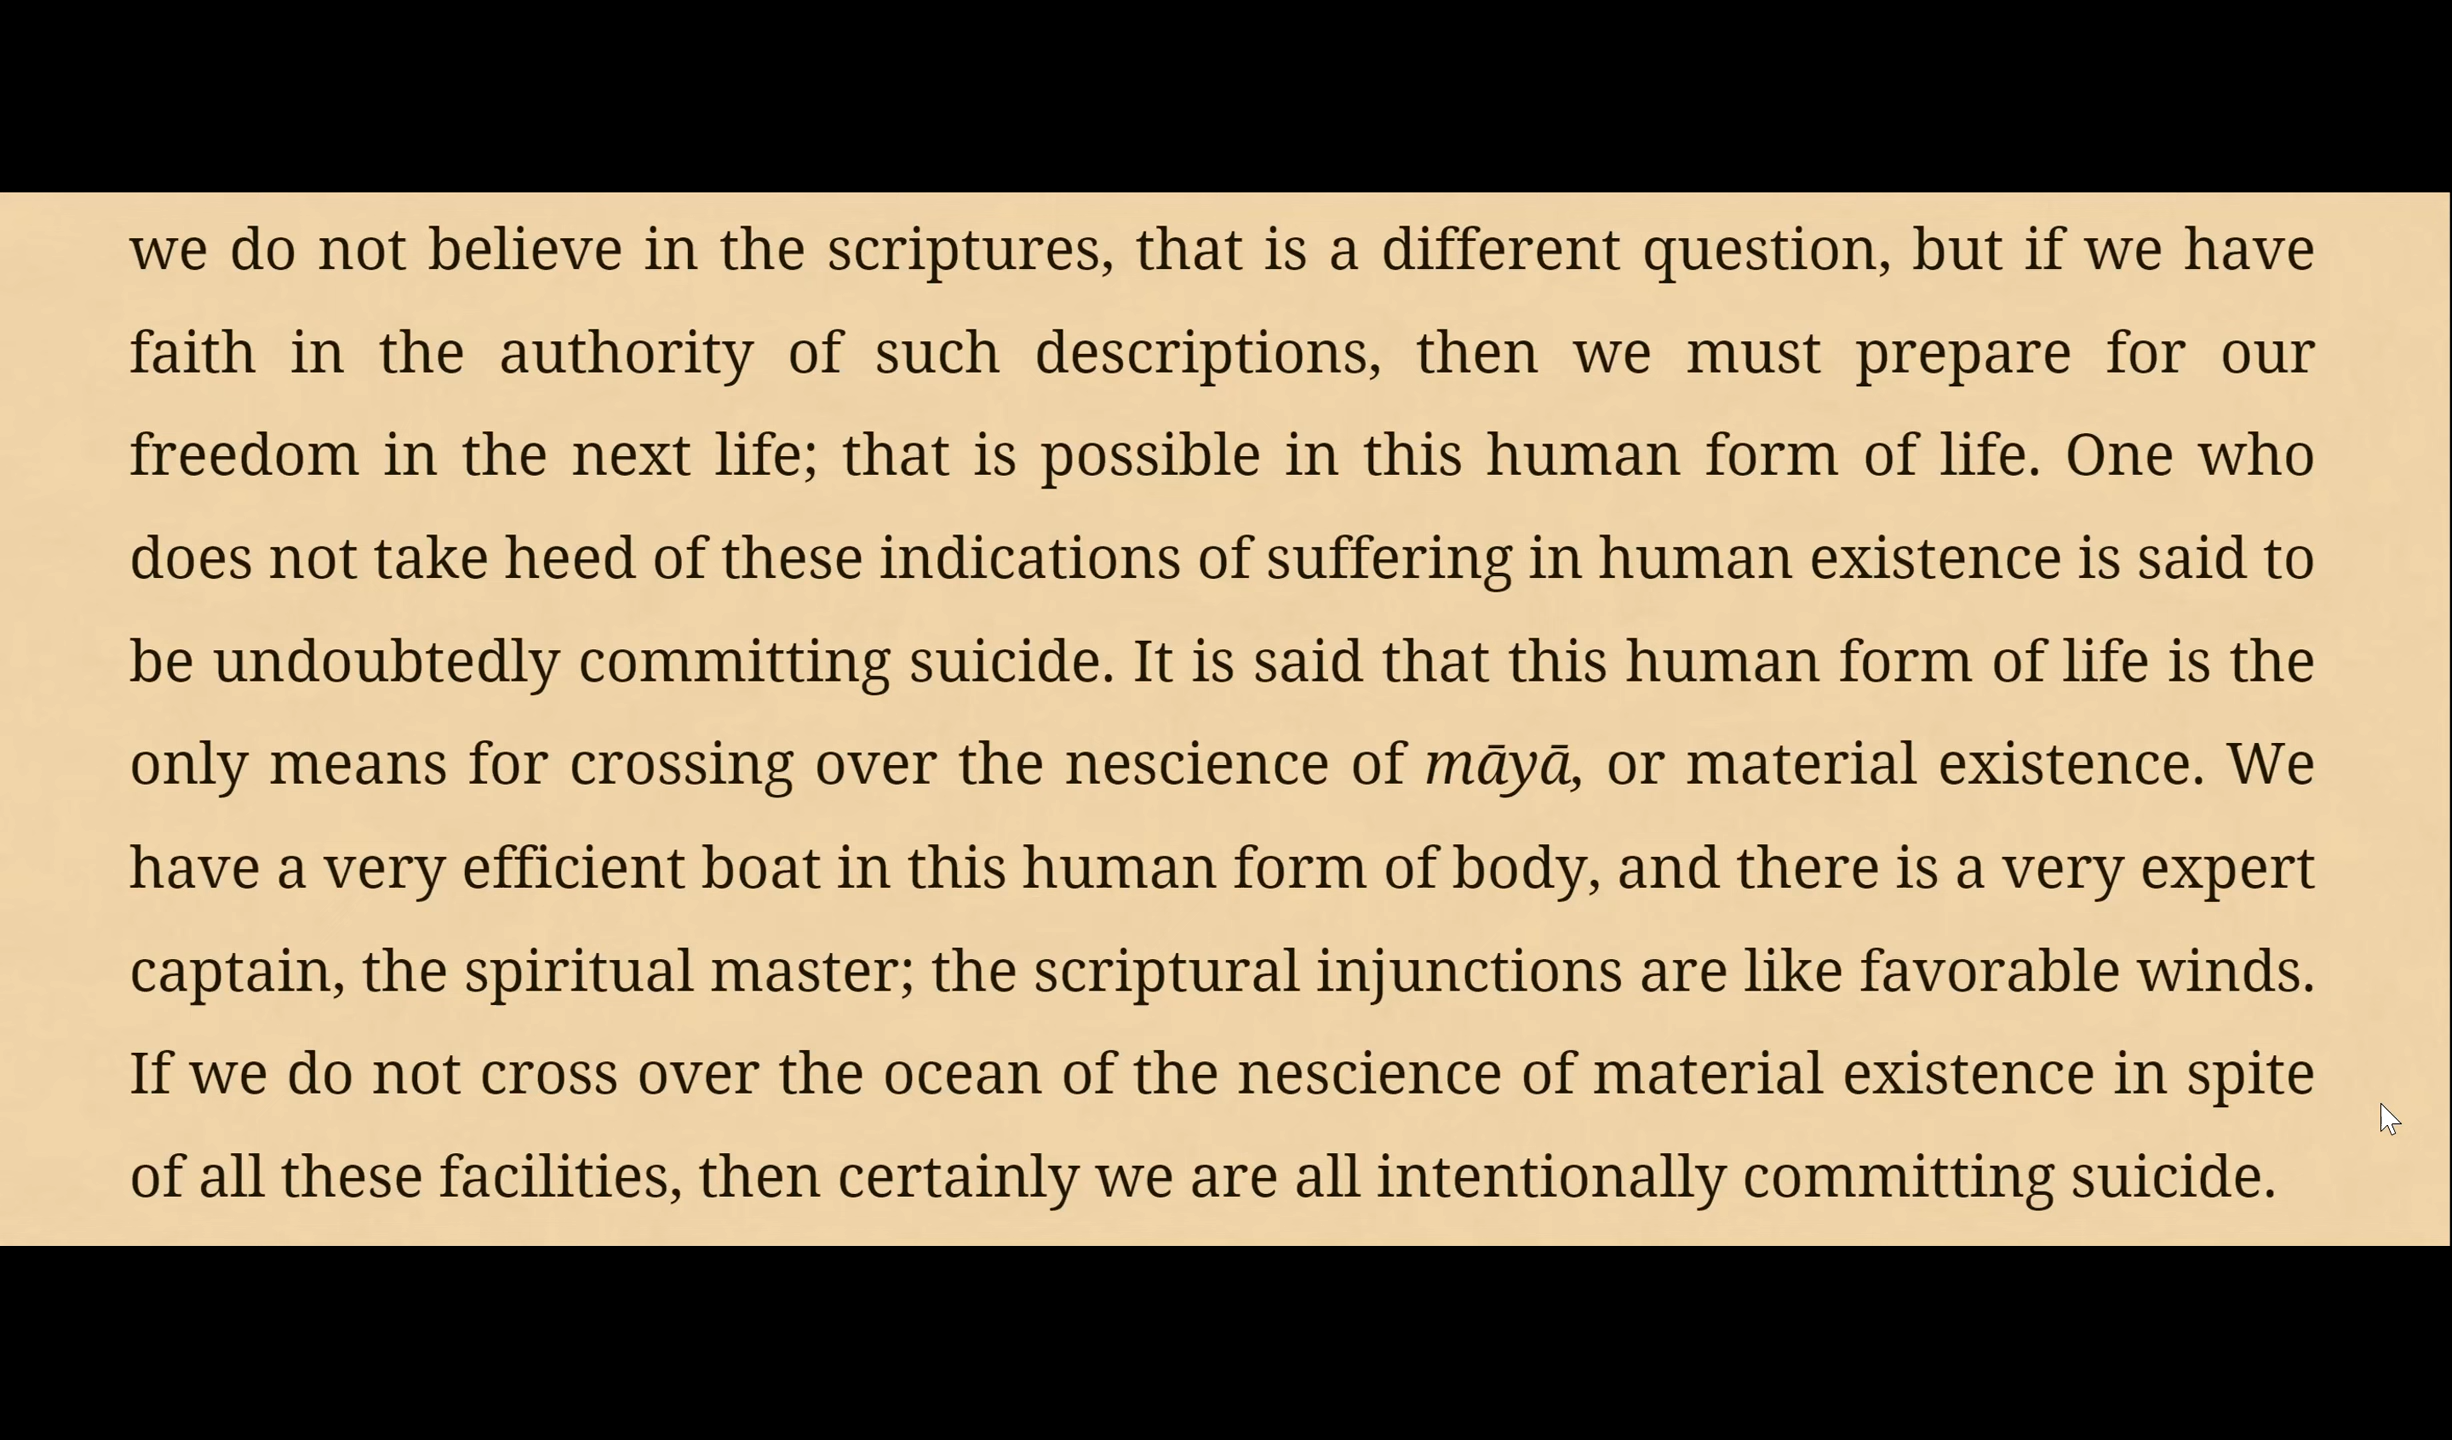 we do not believe in the scriptures, that is a different question, but if we have
faith in the authority of such descriptions, then we must prepare for our
freedom in the next life; that is possible in this human form of life. One who
does not take heed of these indications of suffering in human existence is said to
be undoubtedly committing suicide. It is said that this human form of life is the
only means for crossing over the nescience of māyā, or material existence. We
have a very efficient boat in this human form of body, and there is a very expert
captain, the spiritual master; the scriptural injunctions are like favorable winds.
If we do not cross over the ocean of the nescience of material existence in spite
of all these facilities, then certainly we are all intentionally committing suicide.